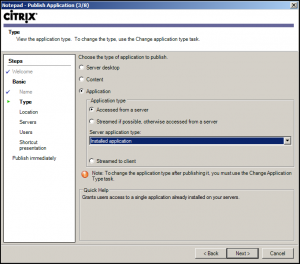 Notepad - Publish Application (3/8)
CITRIX
Type
View the application type. To change the type, use the Change application type task.
Steps
Welcome
Basic
Name
Type
Location
Servers
Users
Shortcut
presentation
Publish immediately
Choose the type of application to publish.
Server desktop
Content
Application
Application type
Accessed from a server
Streamed if possible, otherwise accessed from a server
Server application type:
Installed application
Streamed to client
Note: To change the application type after publishing it, you must use the Change Application
Type task
Quick Help
Grants users access to a single application already installed on your servers.
< Back
Next >
Cancel